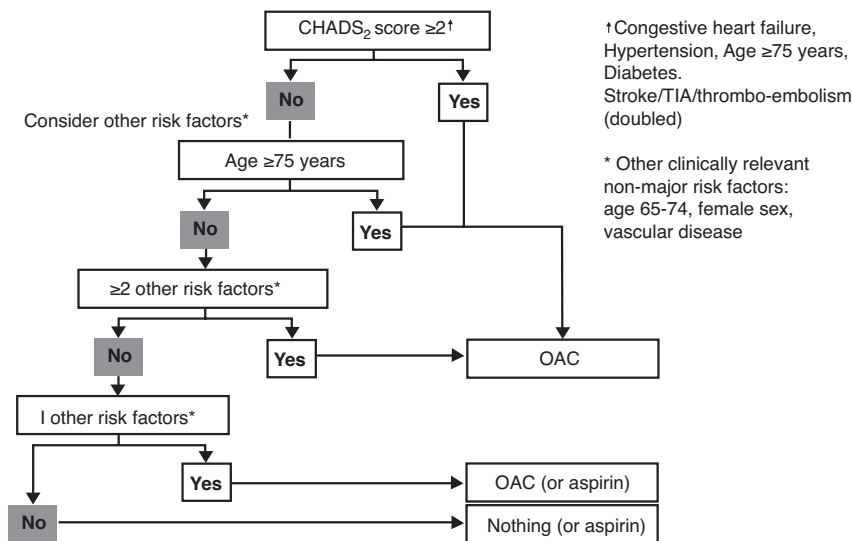 CHADS₂ score ≥2†
No
Yes
Consider other risk factors*
Age ≥75 years
No
Yes
≥2 other risk factors*
No
Yes
OAC
I other risk factors*
Yes
OAC (or aspirin)
No
Nothing (or aspirin)
†Congestive heart failure,
Hypertension, Age ≥75 years,
Diabetes.
Stroke/TIA/thrombo-embolism
(doubled)
* Other clinically relevant
non-major risk factors:
age 65-74, female sex,
vascular disease